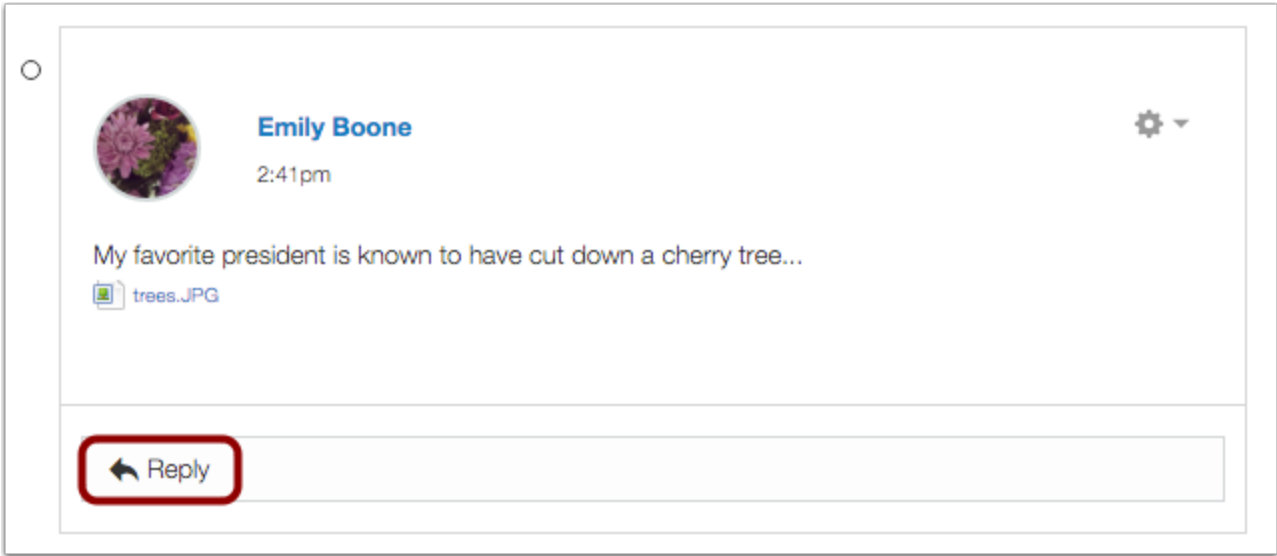 Emily Boone
2:41pm
My favorite president is known to have cut down a cherry tree...
trees.JPG
Reply